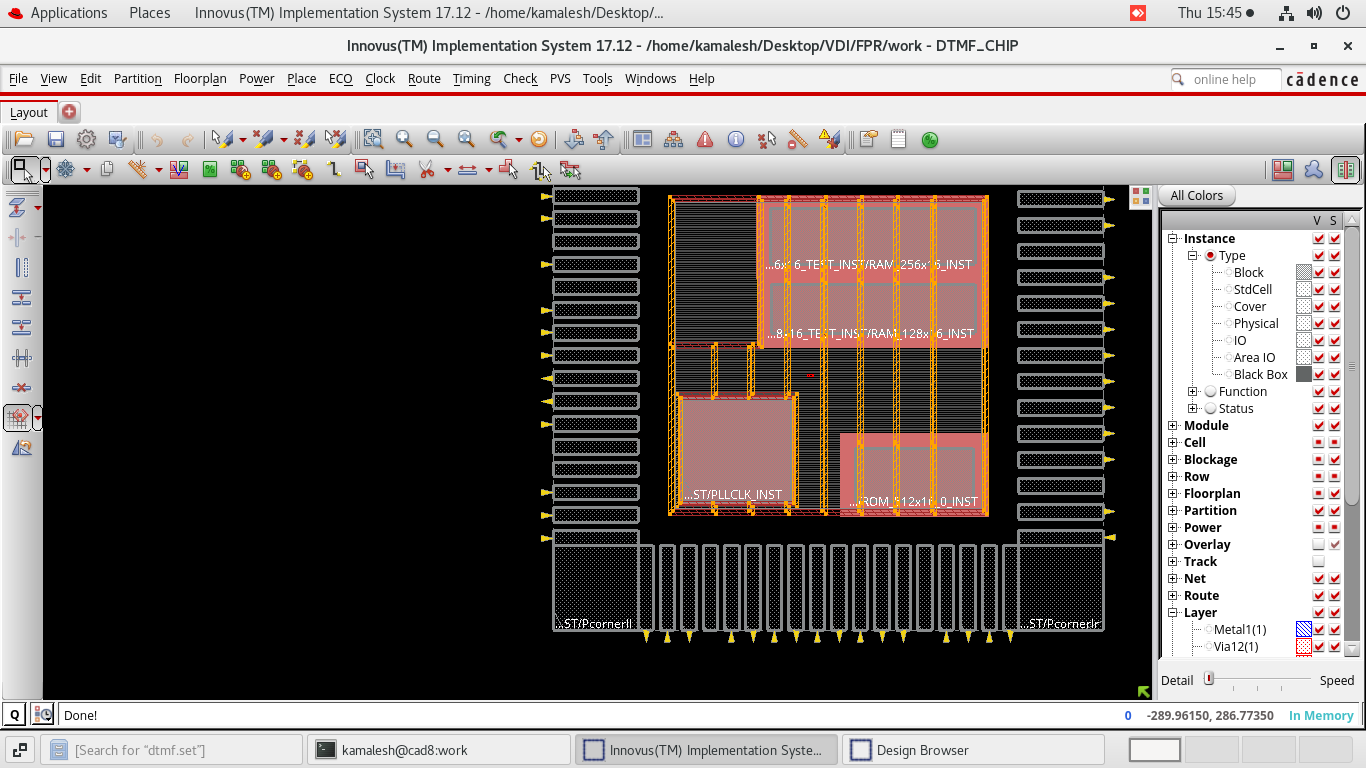 Applications Places Innovus(TM) Implementation System 17.12 - /home/kamalesh/Desktop/... Thu 15:45
Innovus(TM) Implementation System 17.12 - /home/kamalesh/Desktop/VDI/FPR/work - DTMF_CHIP
File View Edit Partition Floorplan Power Place ECO Clock Route Timing Check PVS Tools Windows Help online help cādence
Layout
All Colors
V S
Instance
Type
Block
StdCell
Cover
Physical
IO
Area IO
Black Box
Function
Status
Module
Cell
Blockage
Row
Floorplan
Partition
Power
Overlay
Track
Net
Route
Layer
Metal1(1)
Via12(1)
Detail Speed
...6x16_TEST_INST/RAM_256x16_INST
...8x16_TEST_INST/RAM_128x16_INST
...ST/PLLCLK_INST
...ROM_512x16_0_INST
...ST/Pcornerll
...ST/Pcornerlr
Q Done! 0 -289.96150, 286.77350 In Memory
[Search for "dtmf.set"] kamalesh@cad8:work Innovus(TM) Implementation Syste... Design Browser